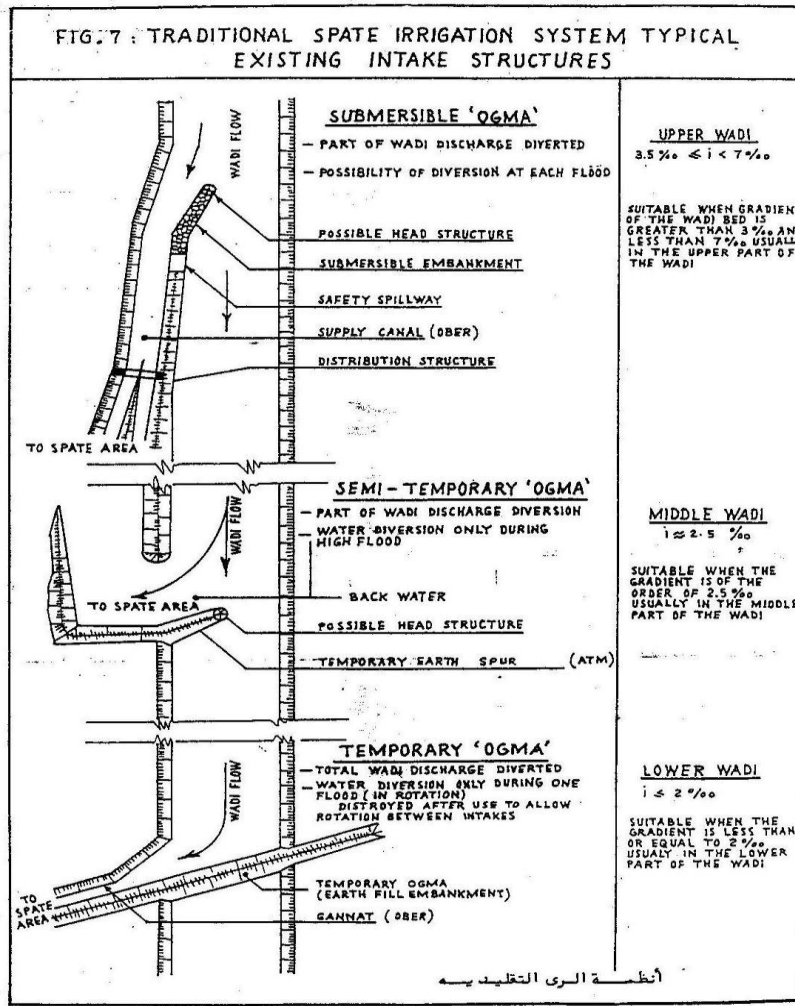 FIG. 7 : TRADITIONAL SPATE IRRIGATION SYSTEM TYPICAL
EXISTING INTAKE STRUCTURES
SUBMERSIBLE 'OGMA'
- PART OF WADI DISCHARGE DIVERTED
- POSSIBILITY OF DIVERSION AT EACH FLOOD
WADI FLOW
POSSIBLE HEAD STRUCTURE
SUBMERSIBLE EMBANKMENT
SAFETY SPILLWAY
SUPPLY CANAL (OBER)
DISTRIBUTION STRUCTURE
TO SPATE AREA
UPPER WADI
3.5 ‰ ≤ i < 7 ‰
SUITABLE WHEN GRADIEN
OF THE WADI BED IS
GREATER THAN 3 ‰ AN
LESS THAN 7 ‰ USUALL
IN THE UPPER PART OF
THE WADI
SEMI - TEMPORARY 'OGMA'
- PART OF WADI DISCHARGE DIVERSION
- WATER DIVERSION ONLY DURING
HIGH FLOOD
WADI FLOW
TO SPATE AREA
BACK WATER
POSSIBLE HEAD STRUCTURE
TEMPORARY EARTH SPUR (ATM)
MIDDLE WADI
i ≈ 2.5 ‰
SUITABLE WHEN THE
GRADIENT IS OF THE
ORDER OF 2.5 ‰
USUALLY IN THE MIDDLE
PART OF THE WADI
TEMPORARY 'OGMA'
- TOTAL WADI DISCHARGE DIVERTED
- WATER DIVERSION ONLY DURING ONE
FLOOD (IN ROTATION)
DISTROYED AFTER USE TO ALLOW
ROTATION BETWEEN INTAKES
WADI FLOW
TEMPORARY OGMA
(EARTH FILL EMBANKMENT)
GANNAT (OBER)
TO
SPATE
AREA
LOWER WADI
i ≤ 2 ‰
SUITABLE WHEN THE
GRADIENT IS LESS THAN
OR EQUAL TO 2 ‰
USUALY IN THE LOWER
PART OF THE WADI
أنظمة الرى التقليديه